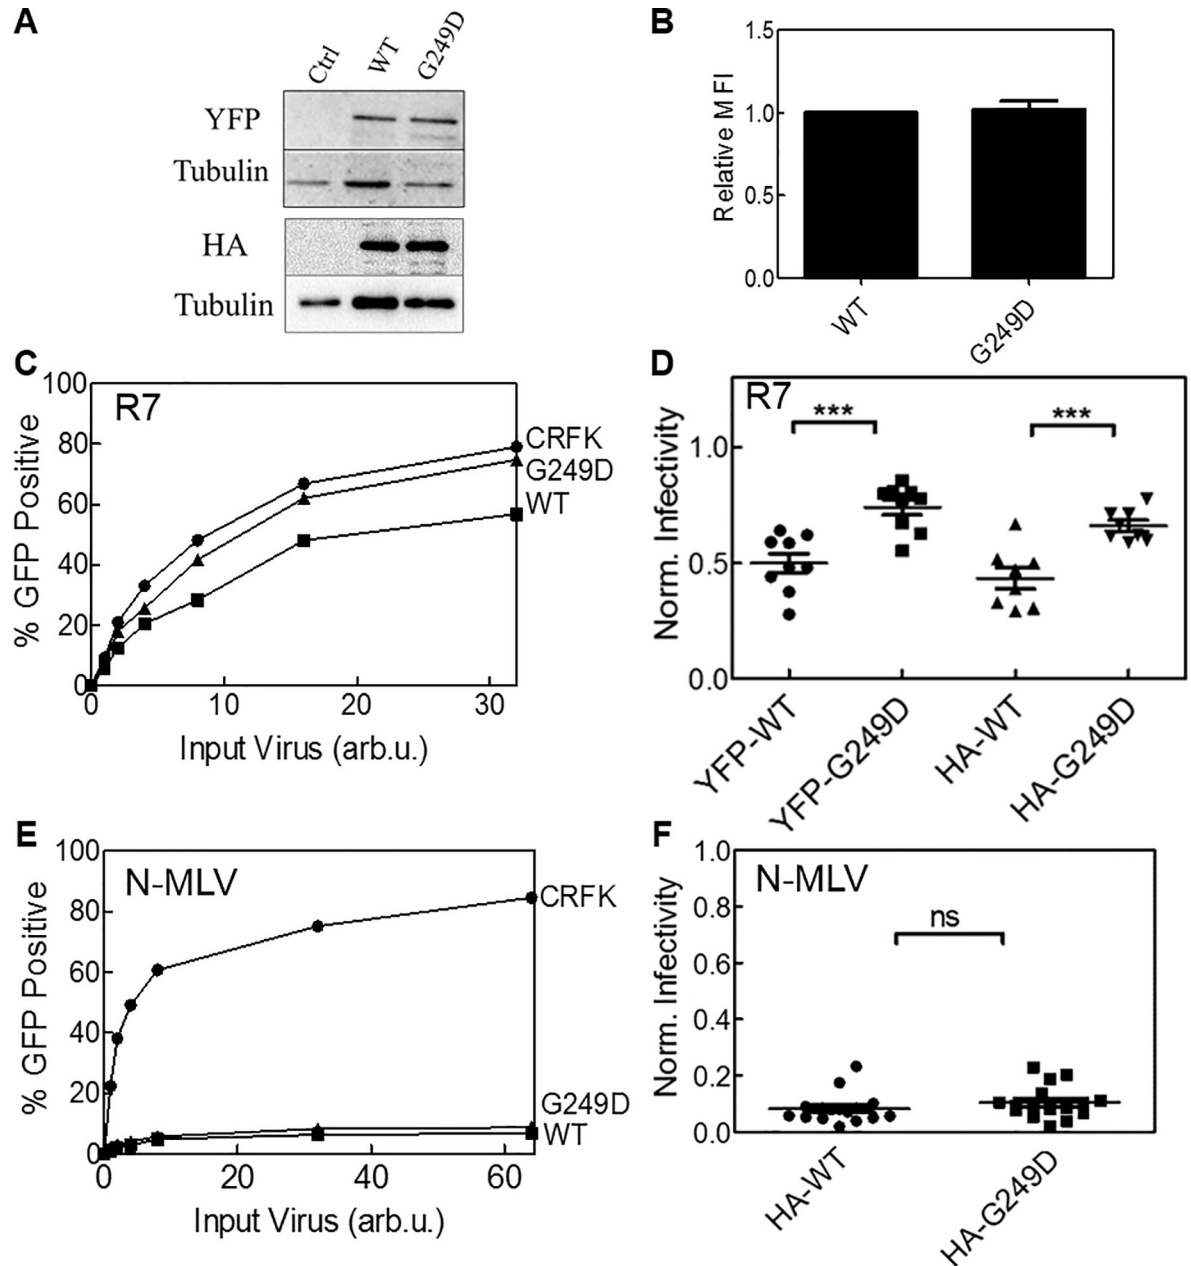 A
Ctrl
WT
G249D
YFP
Tubulin
HA
Tubulin
B
1.5
1.0
0.5
0.0
Relative MFI
WT
G249D
C
100
80
60
40
20
0
% GFP Positive
R7
CRFK
G249D
WT
0 10 20 30
Input Virus (arb.u.)
D
R7
*** ***
1.0
0.5
0.0
Norm. Infectivity
YFP-WT
YFP-G249D
HA-WT
HA-G249D
E
100
80
60
40
20
0
% GFP Positive
N-MLV
CRFK
G249D
WT
0 20 40 60
Input Virus (arb.u.)
F
1.0
0.8
0.6
0.4
0.2
0.0
Norm. Infectivity
N-MLV
ns
HA-WT
HA-G249D